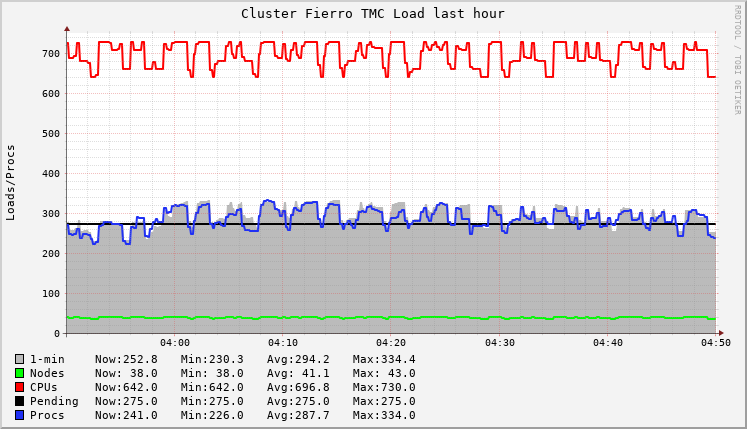 Cluster Fierro TMC Load last hour
RRDTOOL / TOBI OETIKER
Loads/Procs
700
600
500
400
300
200
100
0
04:00 04:10 04:20 04:30 04:40 04:50
1-min Now:252.8 Min:230.3 Avg:294.2 Max:334.4
Nodes Now: 38.0 Min: 38.0 Avg: 41.1 Max: 43.0
CPUs Now:642.0 Min:642.0 Avg:696.8 Max:730.0
Pending Now:275.0 Min:275.0 Avg:275.0 Max:275.0
Procs Now:241.0 Min:226.0 Avg:287.7 Max:334.0